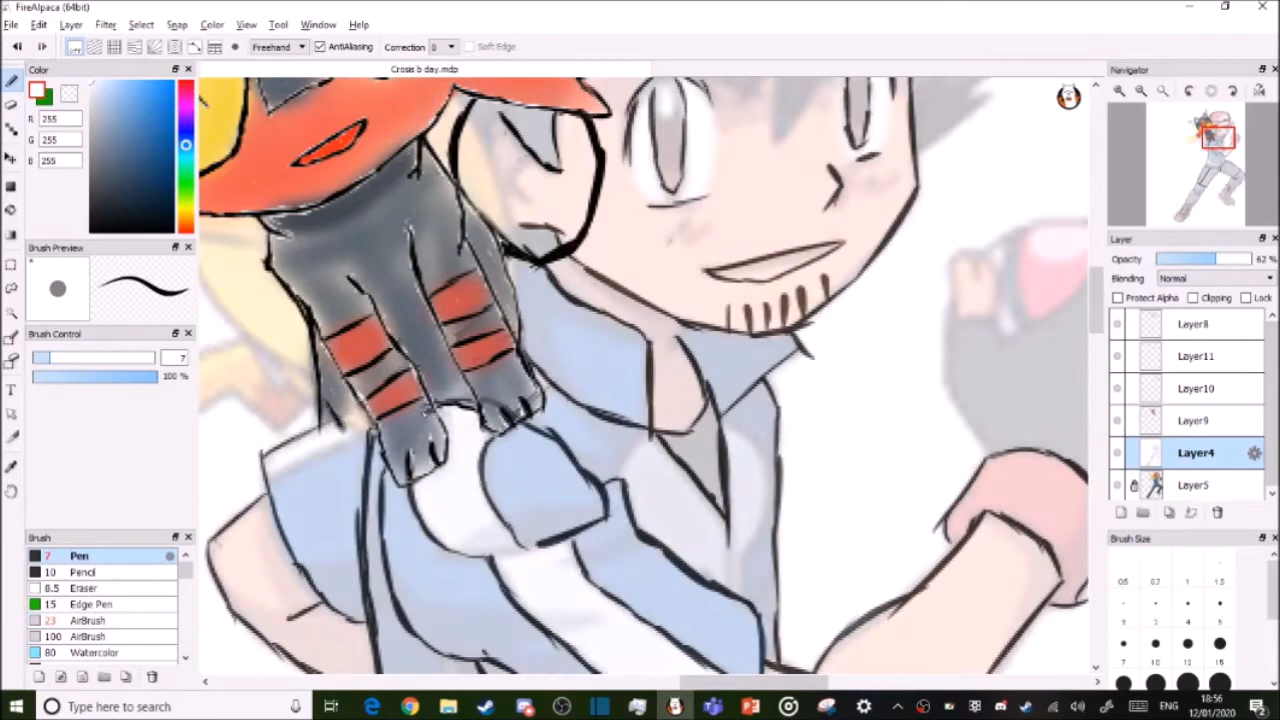 FireAlpaca (64bit)
File Edit Layer Filter Select Snap Color View Tool Window Help
OFF Freehand AntiAliasing Correction 0 Soft Edge
Color Crosis b day.mdp Navigator
R 255
G 255
B 255
Brush Preview
Layer
Opacity 62 %
Blending Normal
Protect Alpha Clipping Lock
Brush Control
7
100 %
Layer8
Layer11
Layer10
Layer9
Layer4
Layer5
Brush
7 Pen
10 Pencil
8.5 Eraser
15 Edge Pen
23 AirBrush
100 AirBrush
80 Watercolor
Brush Size
0.5 0.7 1 1.5
2 3 4 5
7 10 12 15
Type here to search
ENG
18:56
12/01/2020
2